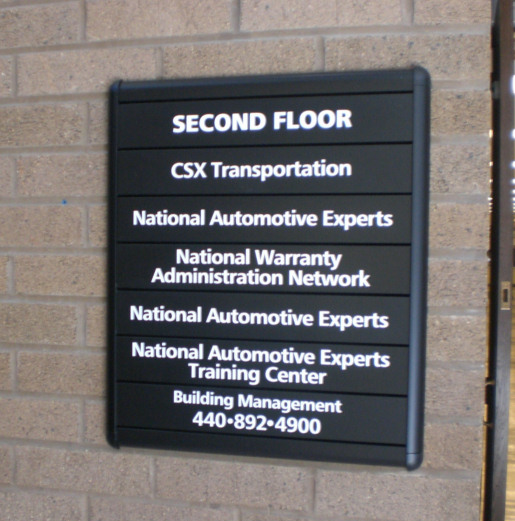 SECOND FLOOR
CSX Transportation
National Automotive Experts
National Warranty
Administration Network
National Automotive Experts
National Automotive Experts
Training Center
Building Management
440•892•4900